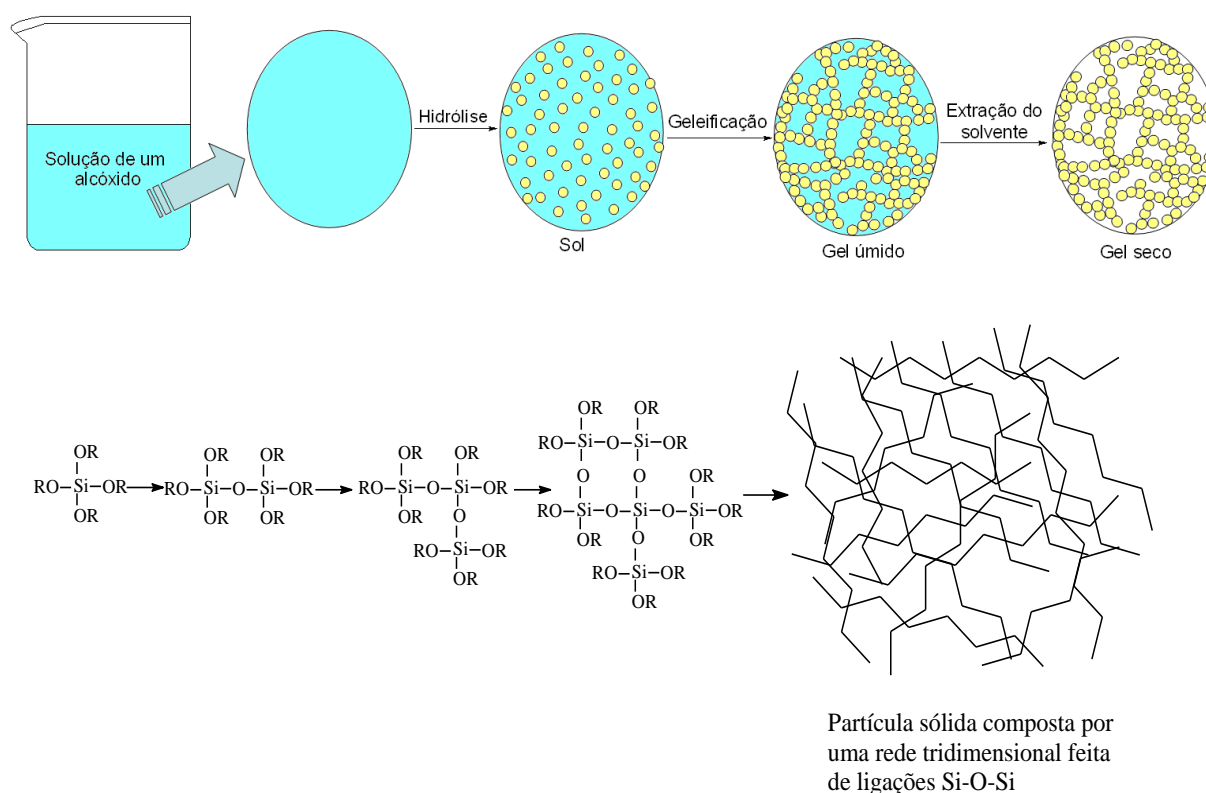 Solução de um
alcóxido
Hidrólise
Sol
Geleificação
Gel úmido
Extração do
solvente
Gel seco
OR
RO—Si—OR
OR
OR OR
RO—Si—O—Si—OR
OR OR
OR OR
RO—Si—O—Si—OR
OR O
RO—Si—OR
OR
OR OR
RO—Si—O—Si—OR
O O OR
RO—Si—O—Si—O—Si—OR
OR O OR
RO—Si—OR
OR
Partícula sólida composta por
uma rede tridimensional feita
de ligações Si-O-Si